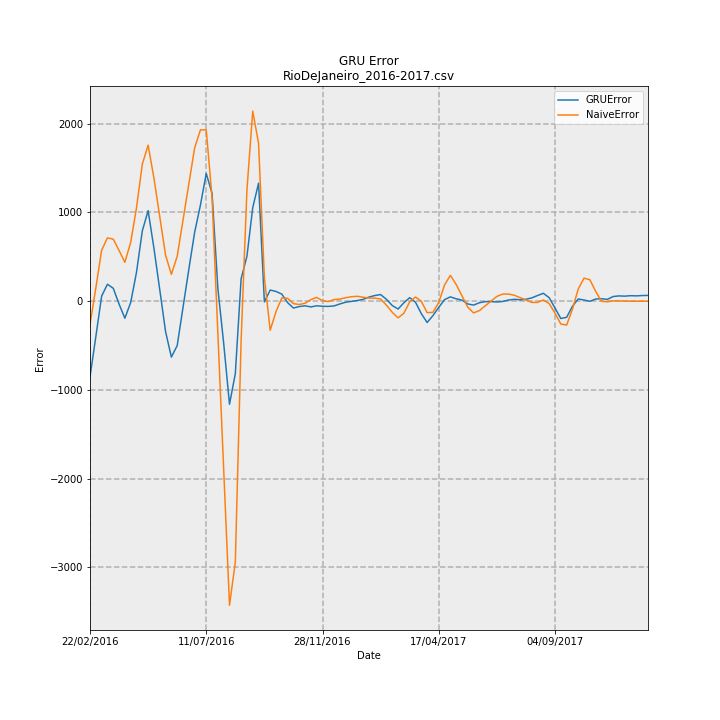 GRU Error
RioDeJaneiro_2016-2017.csv
GRUError
NaiveError
2000
1000
0
−1000
−2000
−3000
Error
22/02/2016
11/07/2016
28/11/2016
17/04/2017
04/09/2017
Date